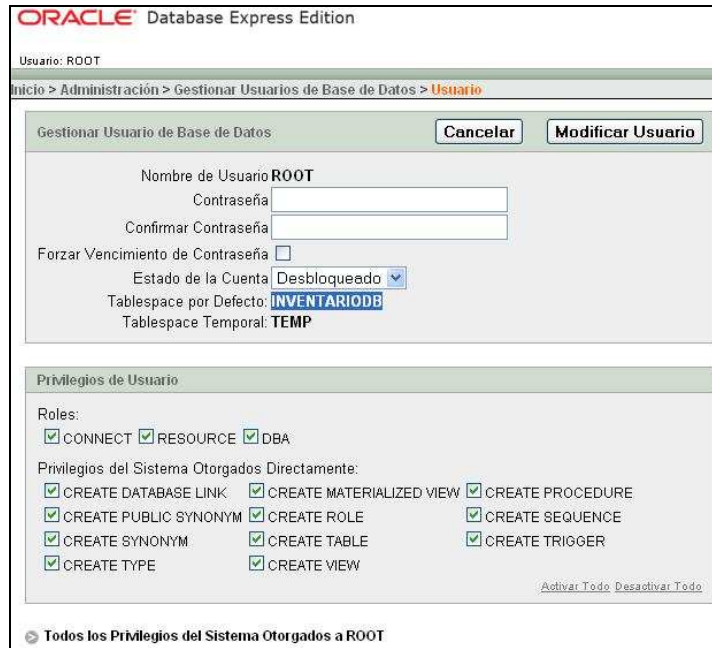 ORACLE Database Express Edition
Usuario: ROOT
Inicio > Administración > Gestionar Usuarios de Base de Datos > Usuario
Gestionar Usuario de Base de Datos Cancelar Modificar Usuario
Nombre de Usuario ROOT
Contraseña
Confirmar Contraseña
Forzar Vencimiento de Contraseña
Estado de la Cuenta Desbloqueado
Tablespace por Defecto: INVENTARIODB
Tablespace Temporal: TEMP
Privilegios de Usuario
Roles:
CONNECT RESOURCE DBA
Privilegios del Sistema Otorgados Directamente:
CREATE DATABASE LINK CREATE MATERIALIZED VIEW CREATE PROCEDURE
CREATE PUBLIC SYNONYM CREATE ROLE CREATE SEQUENCE
CREATE SYNONYM CREATE TABLE CREATE TRIGGER
CREATE TYPE CREATE VIEW
Activar Todo Desactivar Todo
Todos los Privilegios del Sistema Otorgados a ROOT